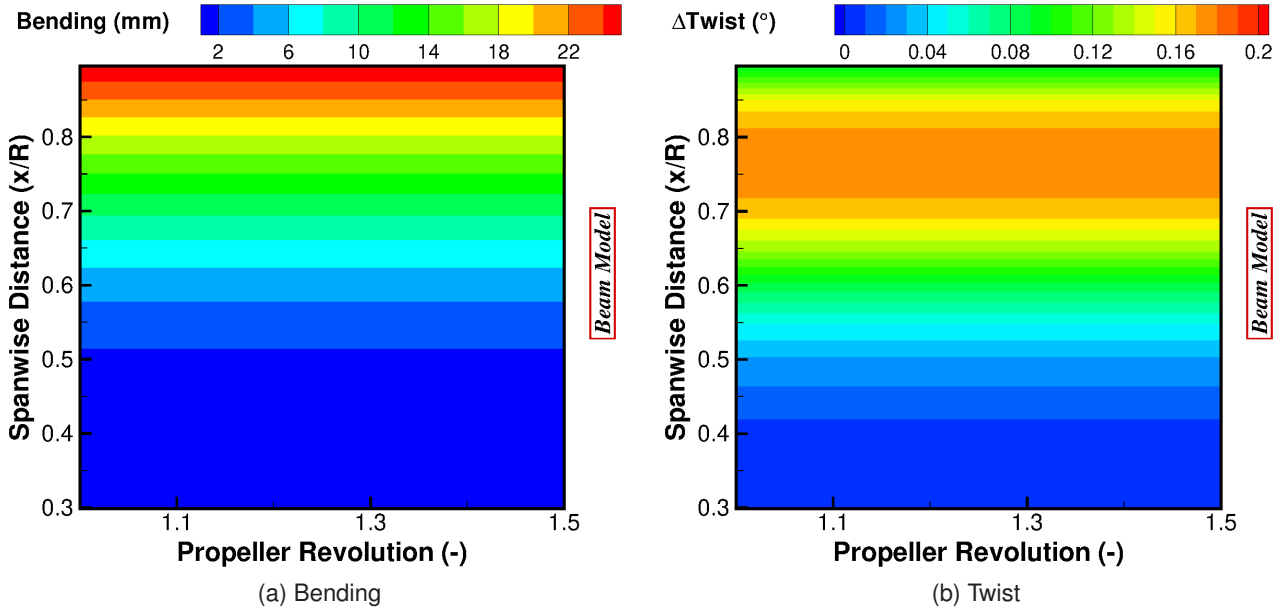 Bending (mm)
2 6 10 14 18 22
0.8
0.7
0.6
0.5
0.4
0.3
Spanwise Distance (x/R)
1.1 1.3 1.5
Propeller Revolution (-)
Beam Model
(a) Bending
ΔTwist (°)
0 0.04 0.08 0.12 0.16 0.2
0.8
0.7
0.6
0.5
0.4
0.3
Spanwise Distance (x/R)
1.1 1.3 1.5
Propeller Revolution (-)
Beam Model
(b) Twist